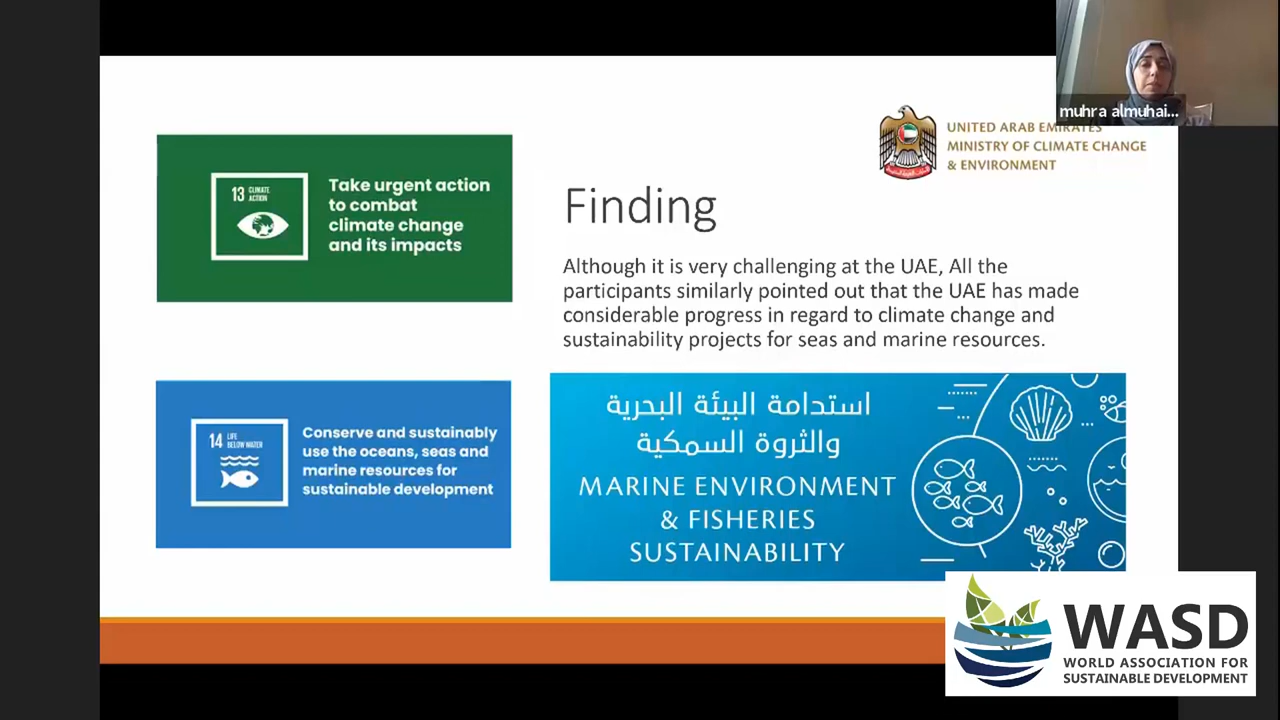 muhra almuhai...
UNITED ARAB EMIRATES
MINISTRY OF CLIMATE CHANGE
& ENVIRONMENT
13 CLIMATE
ACTION
Take urgent action
to combat
climate change
and its impacts
Finding
Although it is very challenging at the UAE, All the
participants similarly pointed out that the UAE has made
considerable progress in regard to climate change and
sustainability projects for seas and marine resources.
14 LIFE
BELOW WATER
Conserve and sustainably
use the oceans, seas and
marine resources for
sustainable development
استدامة البيئة البحرية
والثروة السمكية
MARINE ENVIRONMENT
& FISHERIES
SUSTAINABILITY
WASD
WORLD ASSOCIATION FOR
SUSTAINABLE DEVELOPMENT